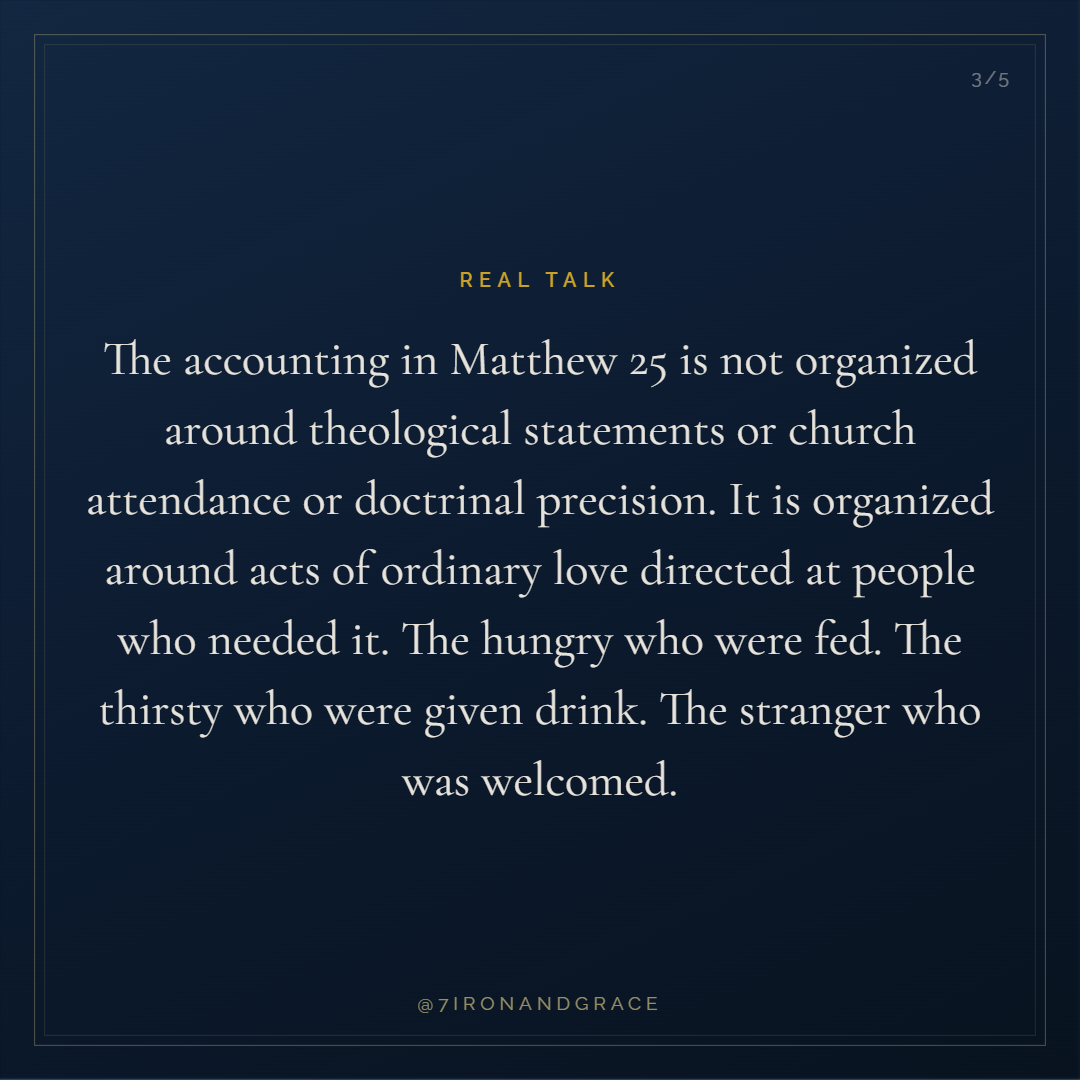 3/5
REAL TALK
The accounting in Matthew 25 is not organized
around theological statements or church
attendance or doctrinal precision. It is organized
around acts of ordinary love directed at people
who needed it. The hungry who were fed. The
thirsty who were given drink. The stranger who
was welcomed.
@7IRONANDGRACE